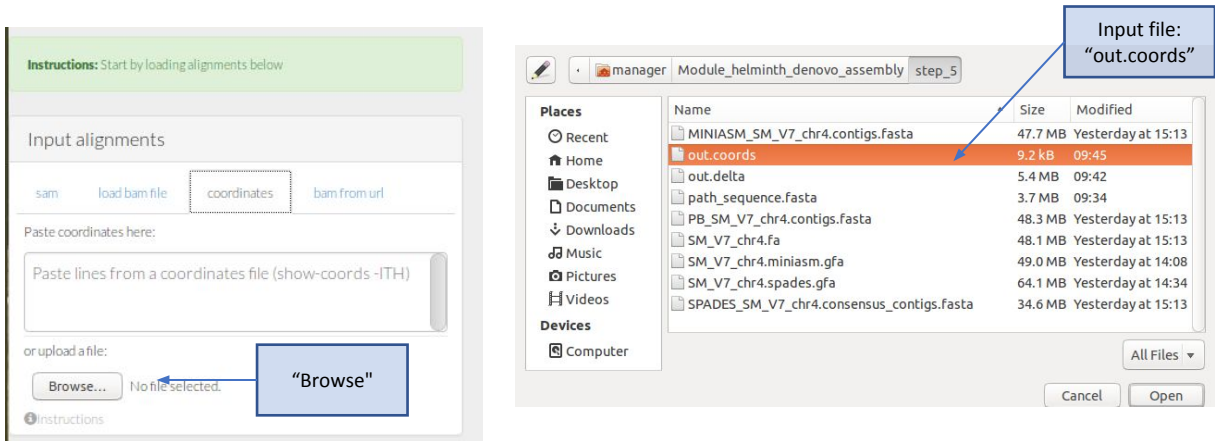 Instructions: Start by loading alignments below
Input alignments
sam load bam file coordinates bam from url
Paste coordinates here:
Paste lines from a coordinates file (show-coords -ITH)
or upload a file:
Browse... No file selected.
“Browse"
Instructions
Input file:
“out.coords”
manager Module_helminth_denovo_assembly step_5
Places
Recent
Home
Desktop
Documents
Downloads
Music
Pictures
Videos
Devices
Computer
Name Size Modified
MINIASM_SM_V7_chr4.contigs.fasta 47.7 MB Yesterday at 15:13
out.coords 9.2 kB 09:45
out.delta 5.4 MB 09:42
path_sequence.fasta 3.7 MB 09:34
PB_SM_V7_chr4.contigs.fasta 48.3 MB Yesterday at 15:13
SM_V7_chr4.fa 48.1 MB Yesterday at 15:13
SM_V7_chr4.miniasm.gfa 49.0 MB Yesterday at 14:08
SM_V7_chr4.spades.gfa 64.1 MB Yesterday at 14:34
SPADES_SM_V7_chr4.consensus_contigs.fasta 34.6 MB Yesterday at 15:13
All Files
Cancel Open